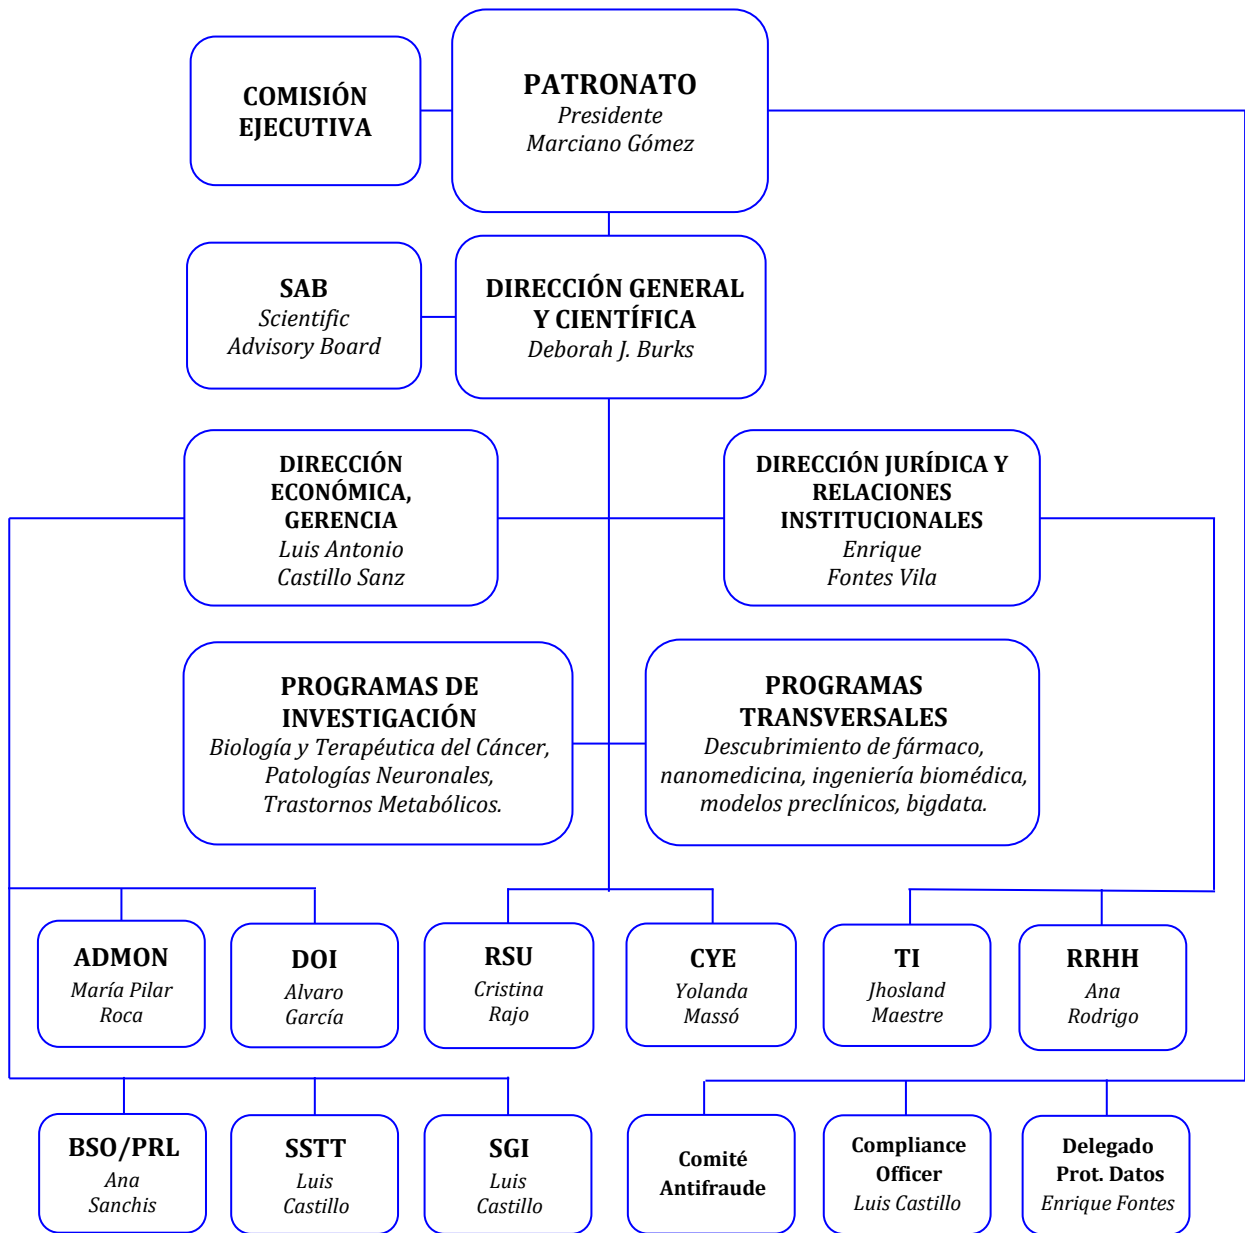 COMISIÓN
EJECUTIVA
PATRONATO
Presidente
Marciano Gómez
SAB
Scientific
Advisory Board
DIRECCIÓN GENERAL
Y CIENTÍFICA
Deborah J. Burks
DIRECCIÓN
ECONÓMICA,
GERENCIA
Luis Antonio
Castillo Sanz
DIRECCIÓN JURÍDICA Y
RELACIONES
INSTITUCIONALES
Enrique
Fontes Vila
PROGRAMAS DE
INVESTIGACIÓN
Biología y Terapéutica del Cáncer,
Patologías Neuronales,
Trastornos Metabólicos.
PROGRAMAS
TRANSVERSALES
Descubrimiento de fármaco,
nanomedicina, ingeniería biomédica,
modelos preclínicos, bigdata.
ADMON
María Pilar
Roca
DOI
Alvaro
García
RSU
Cristina
Rajo
CYE
Yolanda
Massó
TI
Jhosland
Maestre
RRHH
Ana
Rodrigo
BSO/PRL
Ana
Sanchis
SSTT
Luis
Castillo
SGI
Luis
Castillo
Comité
Antifraude
Compliance
Officer
Luis Castillo
Delegado
Prot. Datos
Enrique Fontes